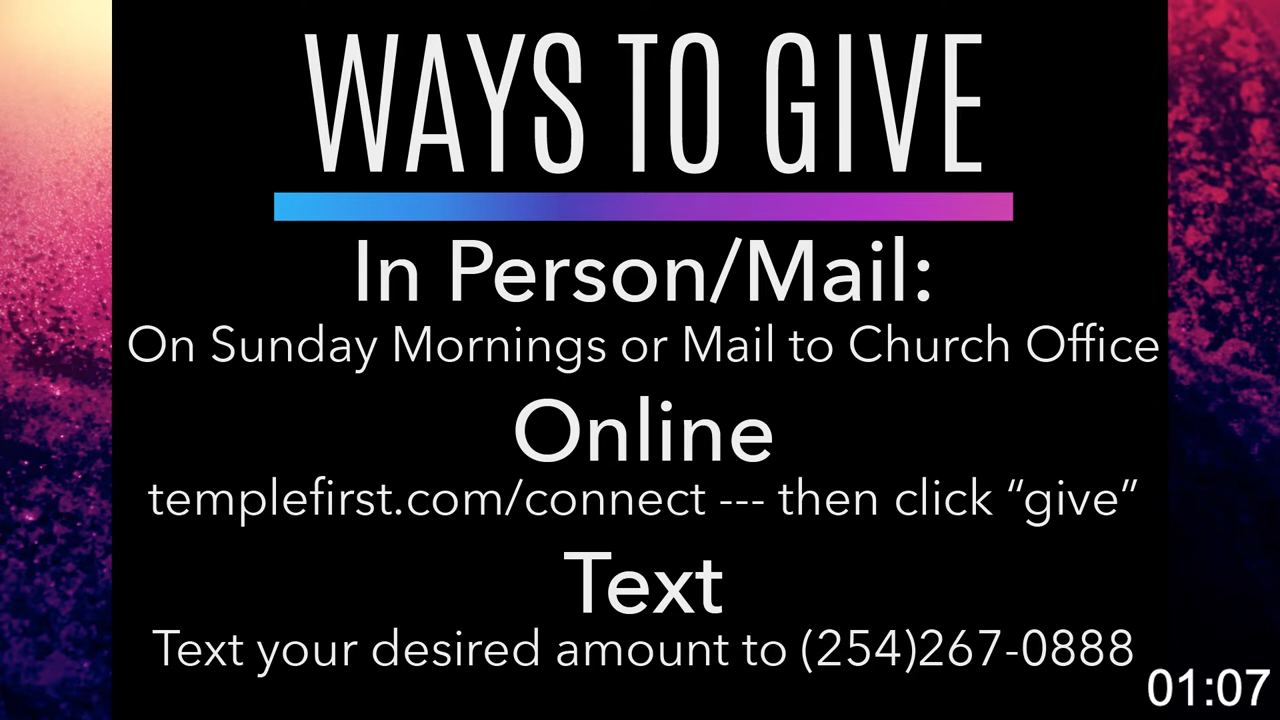 WAYS TO GIVE
In Person/Mail:
On Sunday Mornings or Mail to Church Office
Online
templefirst.com/connect --- then click “give”
Text
Text your desired amount to (254)267-0888
01:07